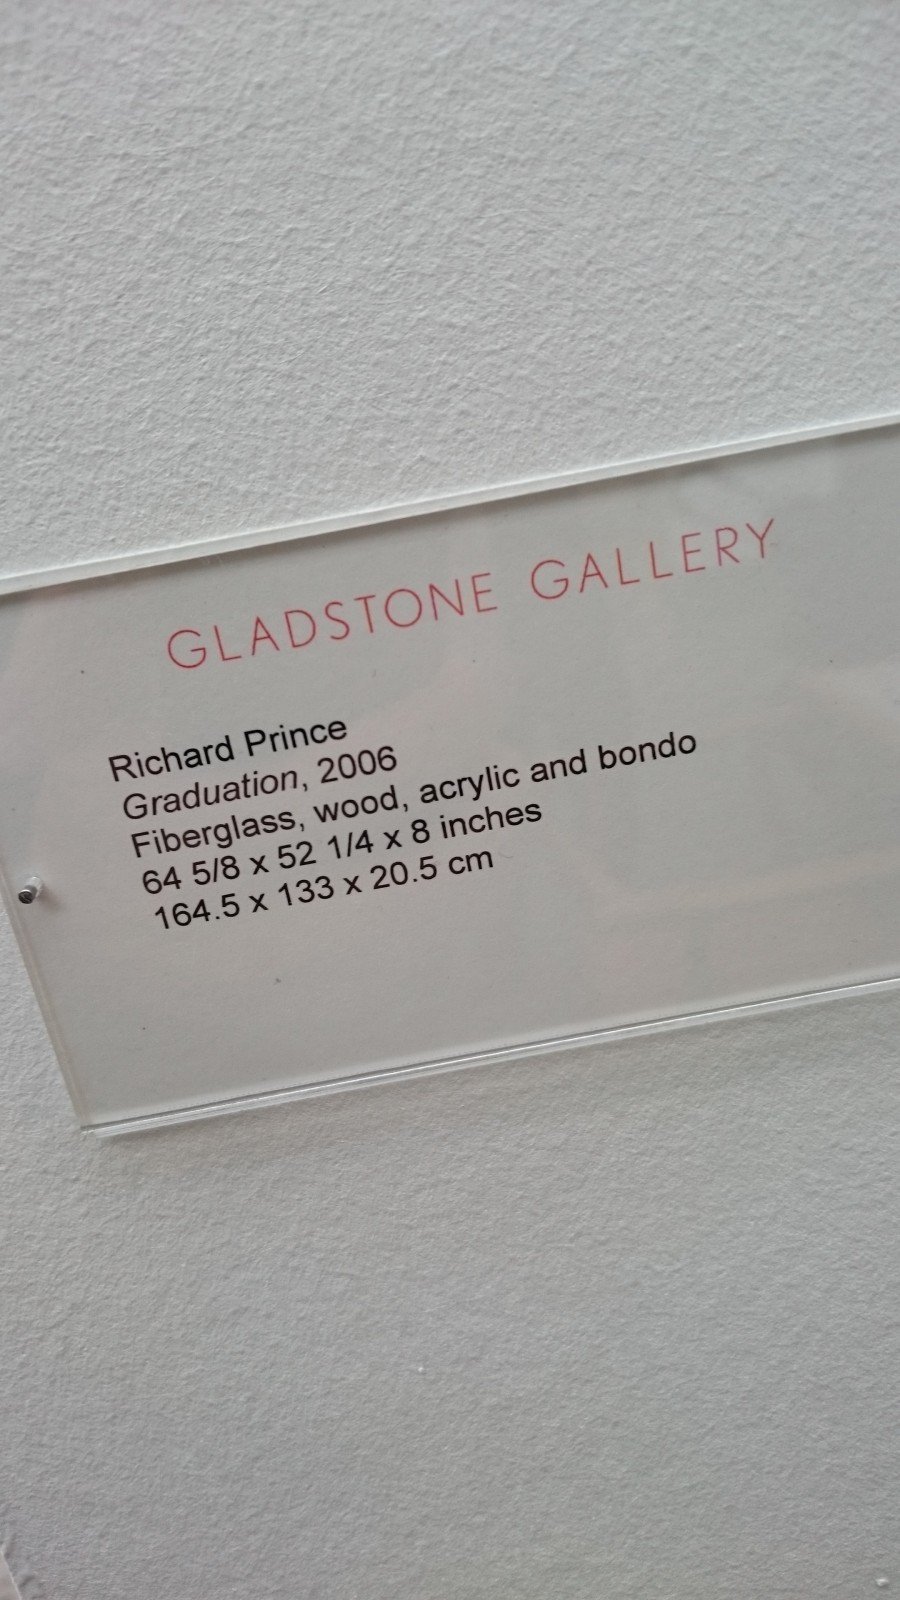 GLADSTONE GALLERY
Richard Prince
Graduation, 2006
Fiberglass, wood, acrylic and bondo
64 5/8 x 52 1/4 x 8 inches
164.5 x 133 x 20.5 cm